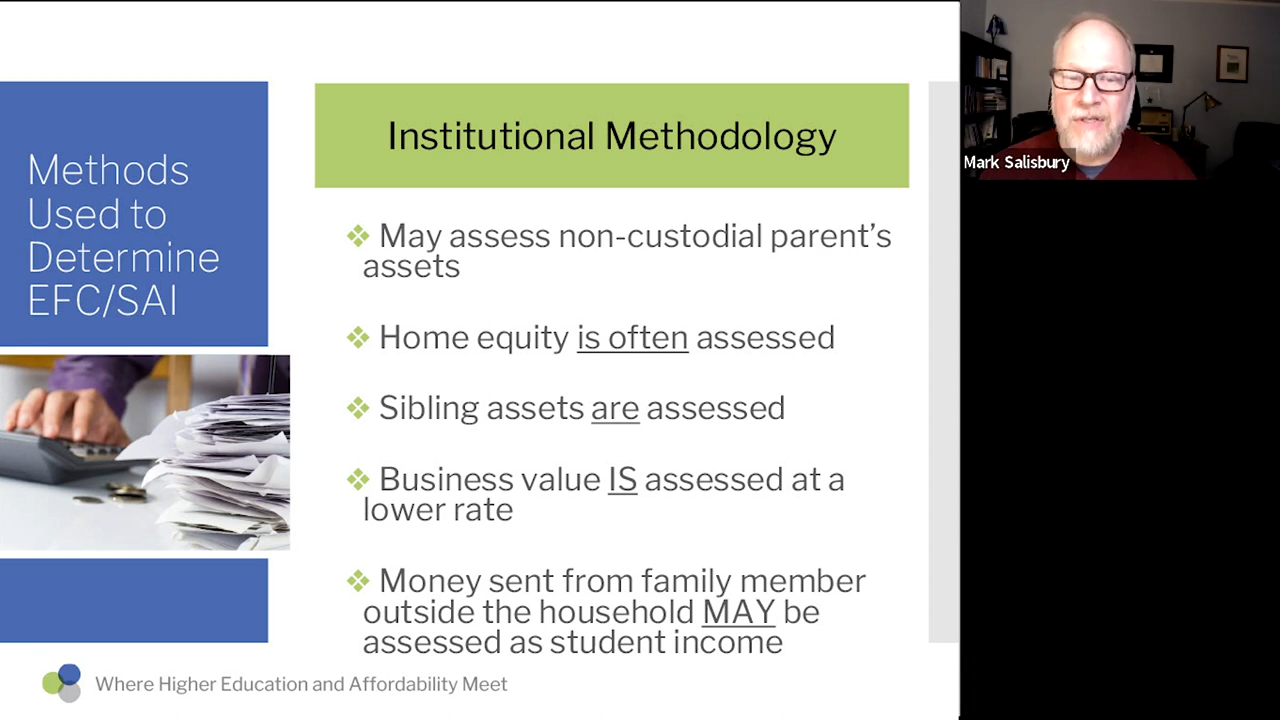 Methods
Used to
Determine
EFC/SAI
Institutional Methodology
❖ May assess non-custodial parent’s
assets
❖ Home equity is often assessed
❖ Sibling assets are assessed
❖ Business value IS assessed at a
lower rate
❖ Money sent from family member
outside the household MAY be
assessed as student income
Where Higher Education and Affordability Meet
Mark Salisbury